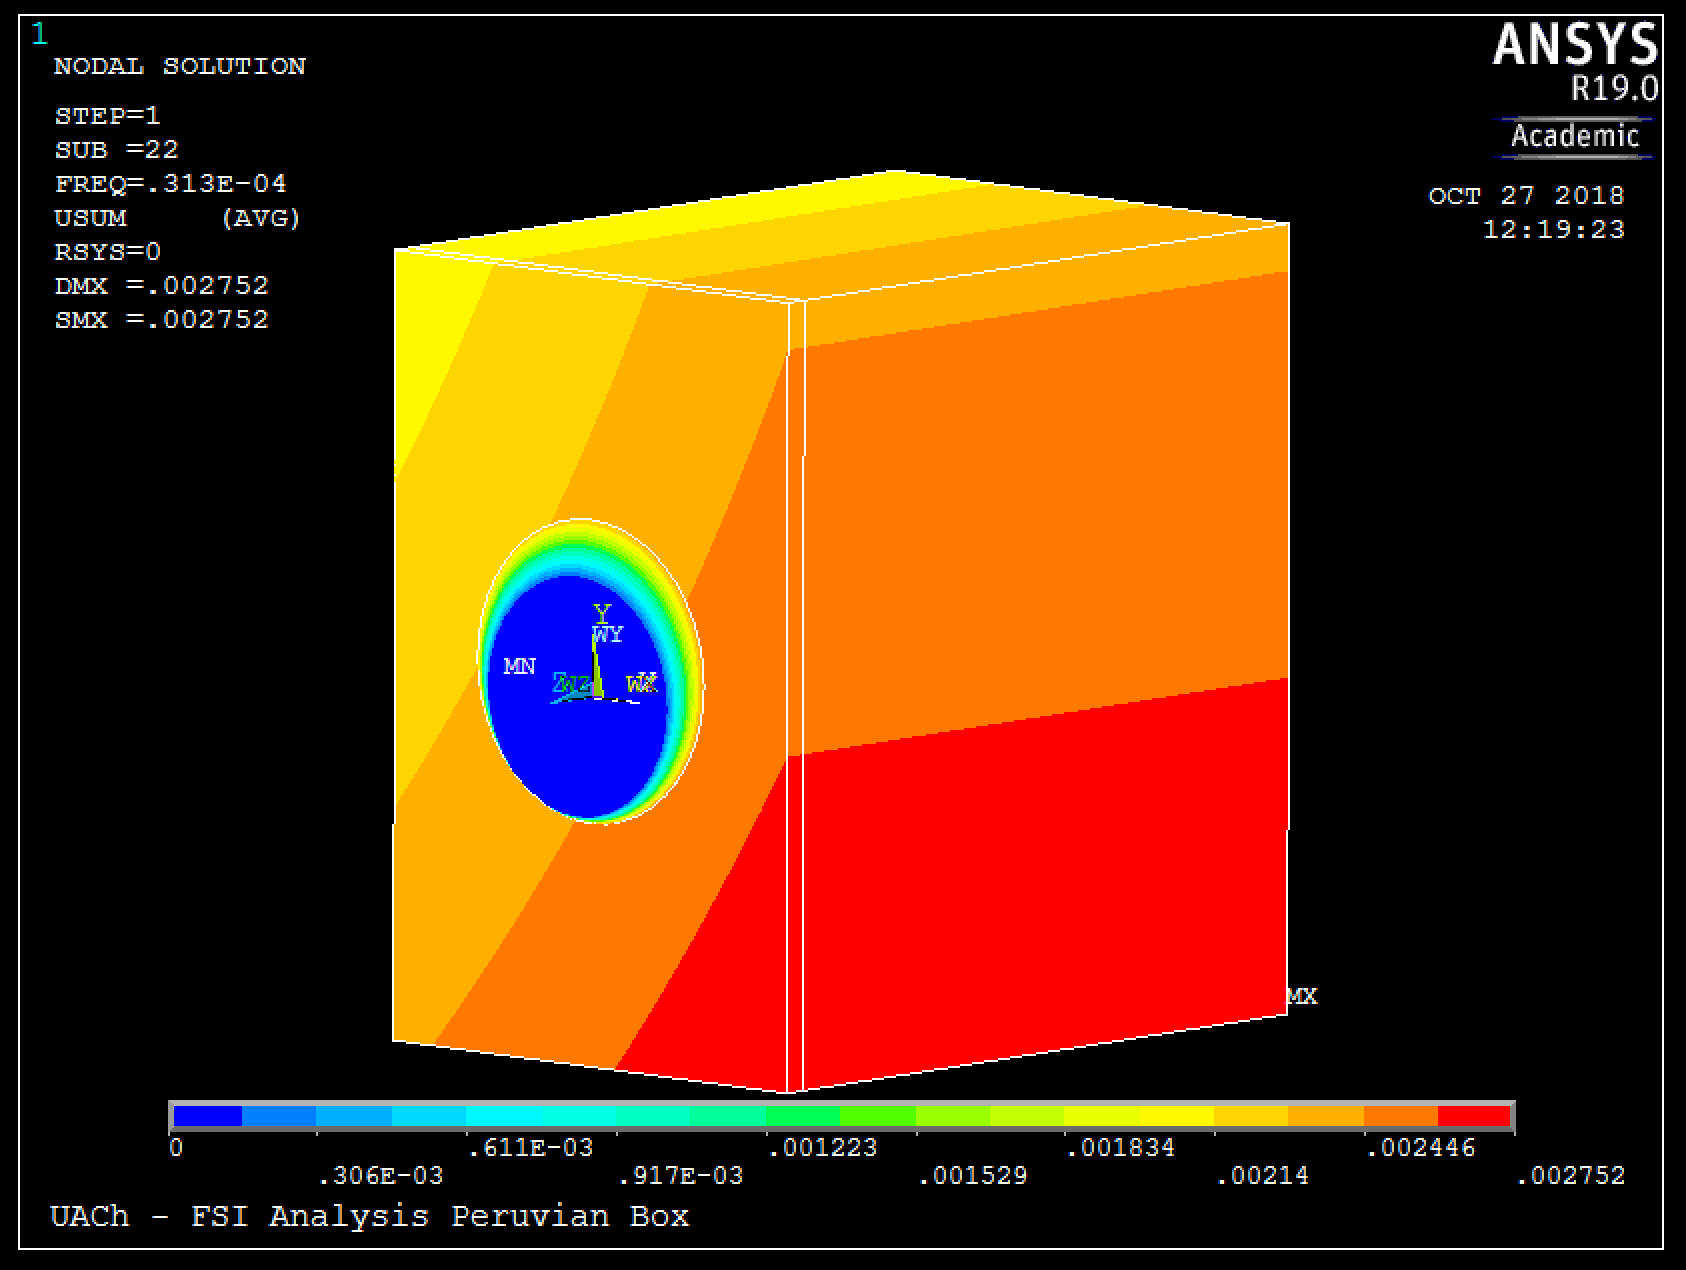 1
NODAL SOLUTION
STEP=1
SUB =22
FREQ=.313E-04
USUM (AVG)
RSYS=0
DMX =.002752
SMX =.002752
ANSYS
R19.0
Academic
OCT 27 2018
12:19:23
Y
WY
MN
Z WZ
WX
MX
0 .611E-03 .001223 .001834 .002446
.306E-03 .917E-03 .001529 .00214 .002752
UACh - FSI Analysis Peruvian Box